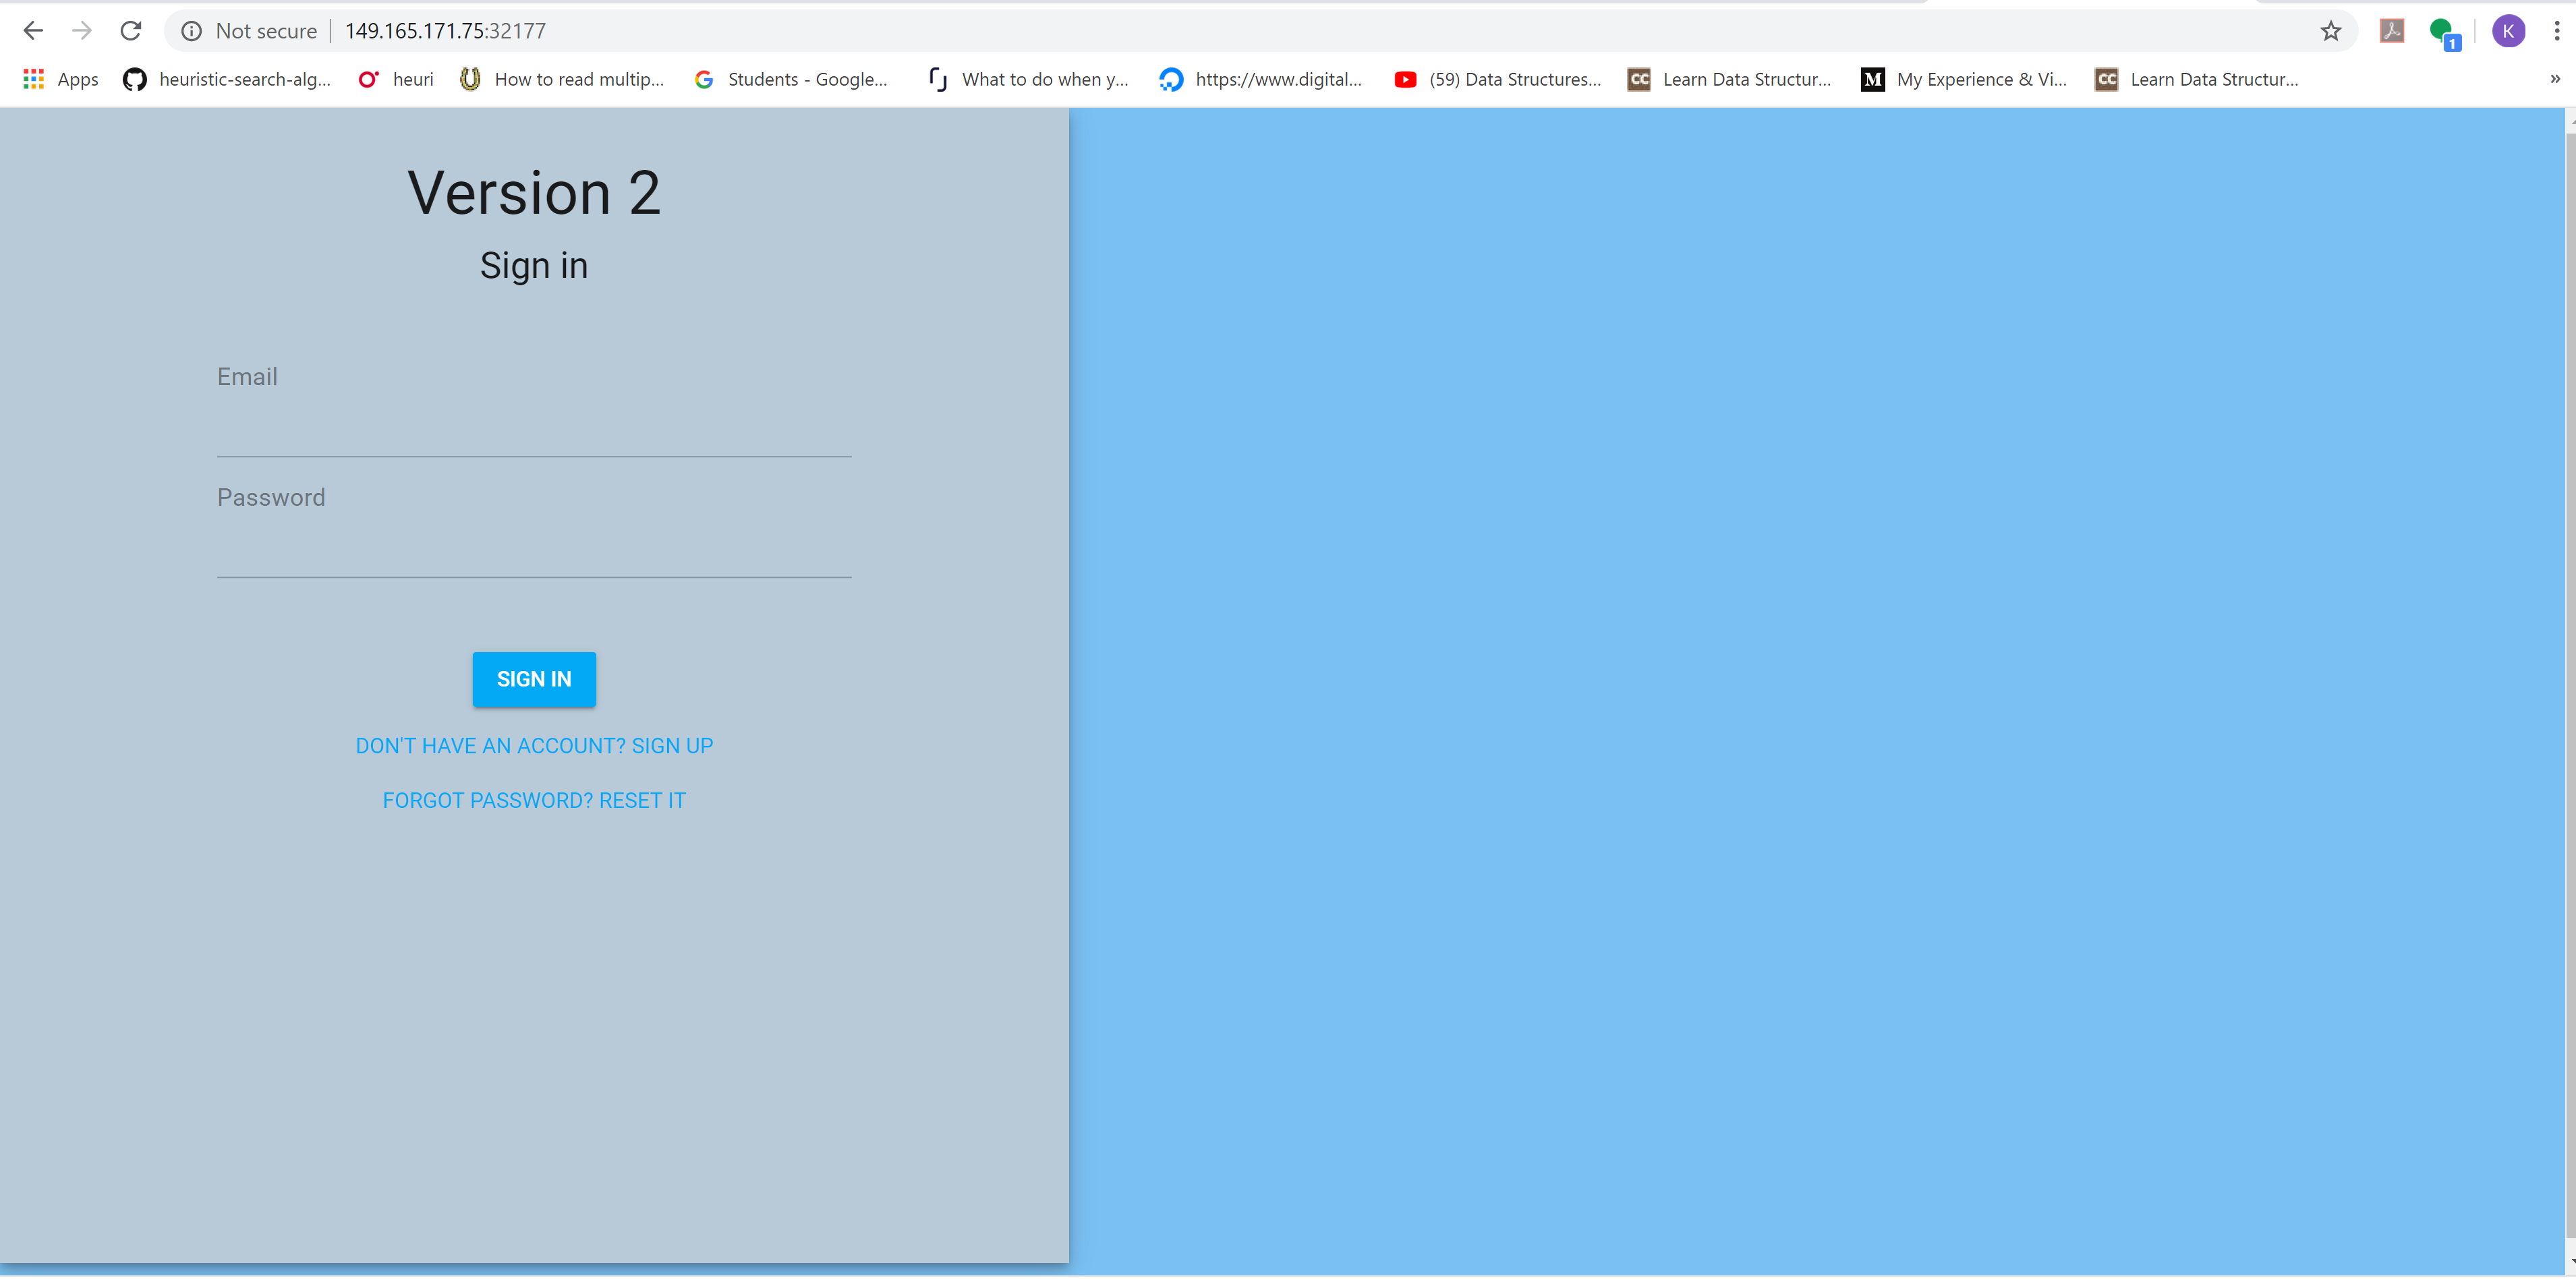 Not secure 149.165.171.75:32177 K
1
Apps heuristic-search-alg... heuri How to read multip... Students - Google... What to do when y... https://www.digital... (59) Data Structures... CC Learn Data Structur... M My Experience & Vi... CC Learn Data Structur... »
Version 2
Sign in
Email
Password
SIGN IN
DON'T HAVE AN ACCOUNT? SIGN UP
FORGOT PASSWORD? RESET IT